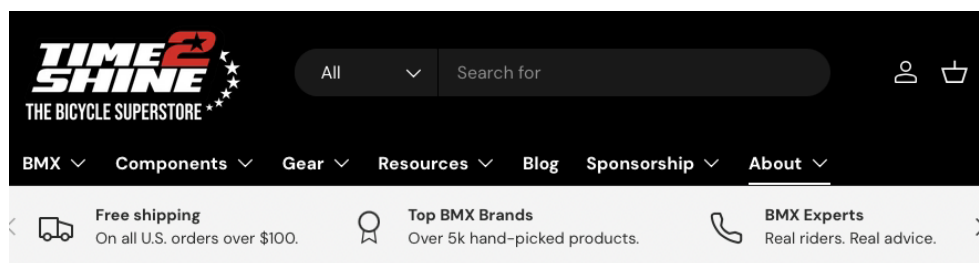 TIME2
SHINE
THE BICYCLE SUPERSTORE
All
Search for
BMX
Components
Gear
Resources
Blog
Sponsorship
About
Free shipping
On all U.S. orders over $100.
Top BMX Brands
Over 5k hand-picked products.
BMX Experts
Real riders. Real advice.